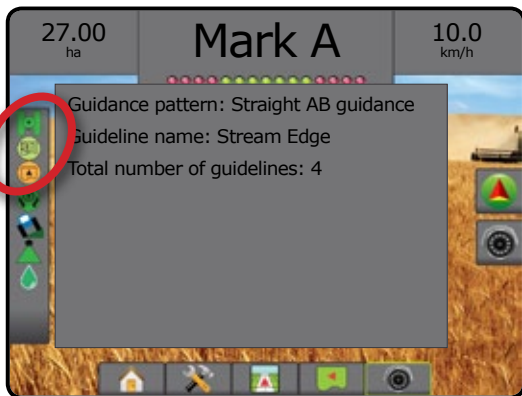 27.00
ha
Mark A
10.0
km/h
Guidance pattern: Straight AB guidance
Guideline name: Stream Edge
Total number of guidelines: 4